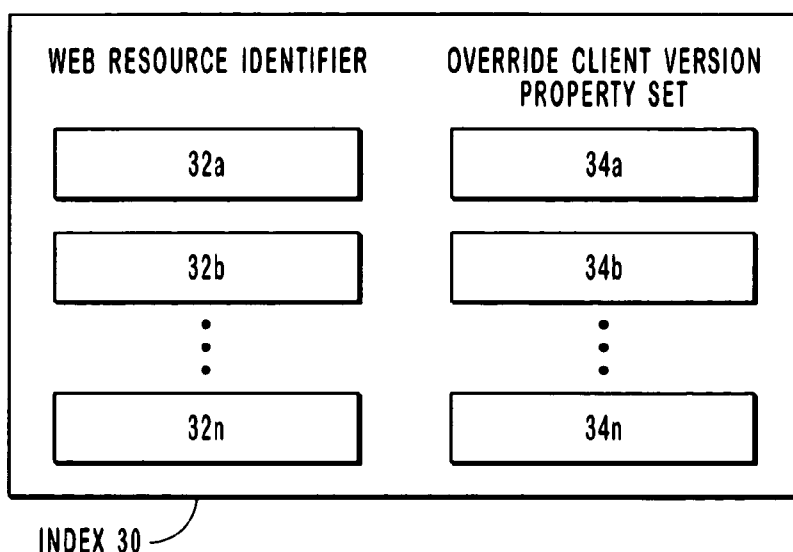 WEB RESOURCE IDENTIFIER
OVERRIDE CLIENT VERSION
PROPERTY SET
32a
34a
32b
34b
32n
34n
INDEX 30